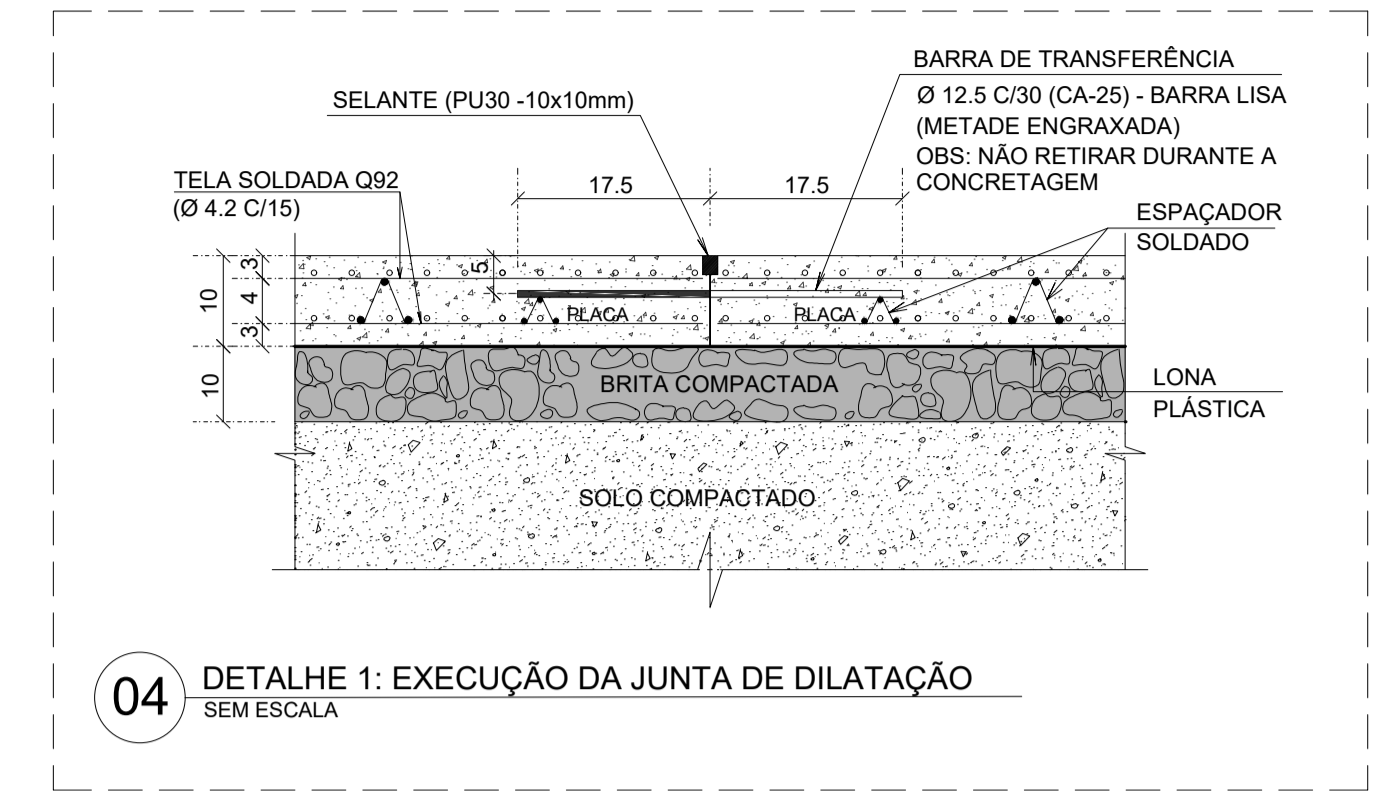 BARRA DE TRANSFERÊNCIA
Ø 12.5 C/30 (CA-25) - BARRA LISA
(METADE ENGRAXADA)
OBS: NÃO RETIRAR DURANTE A
CONCRETAGEM
SELANTE (PU30 -10x10mm)
TELA SOLDADA Q92
(Ø 4.2 C/15)
17.5
17.5
ESPAÇADOR
SOLDADO
3
5
10
4
3
PLACA
PLACA
10
BRITA COMPACTADA
LONA
PLÁSTICA
SOLO COMPACTADO
04
DETALHE 1: EXECUÇÃO DA JUNTA DE DILATAÇÃO
SEM ESCALA